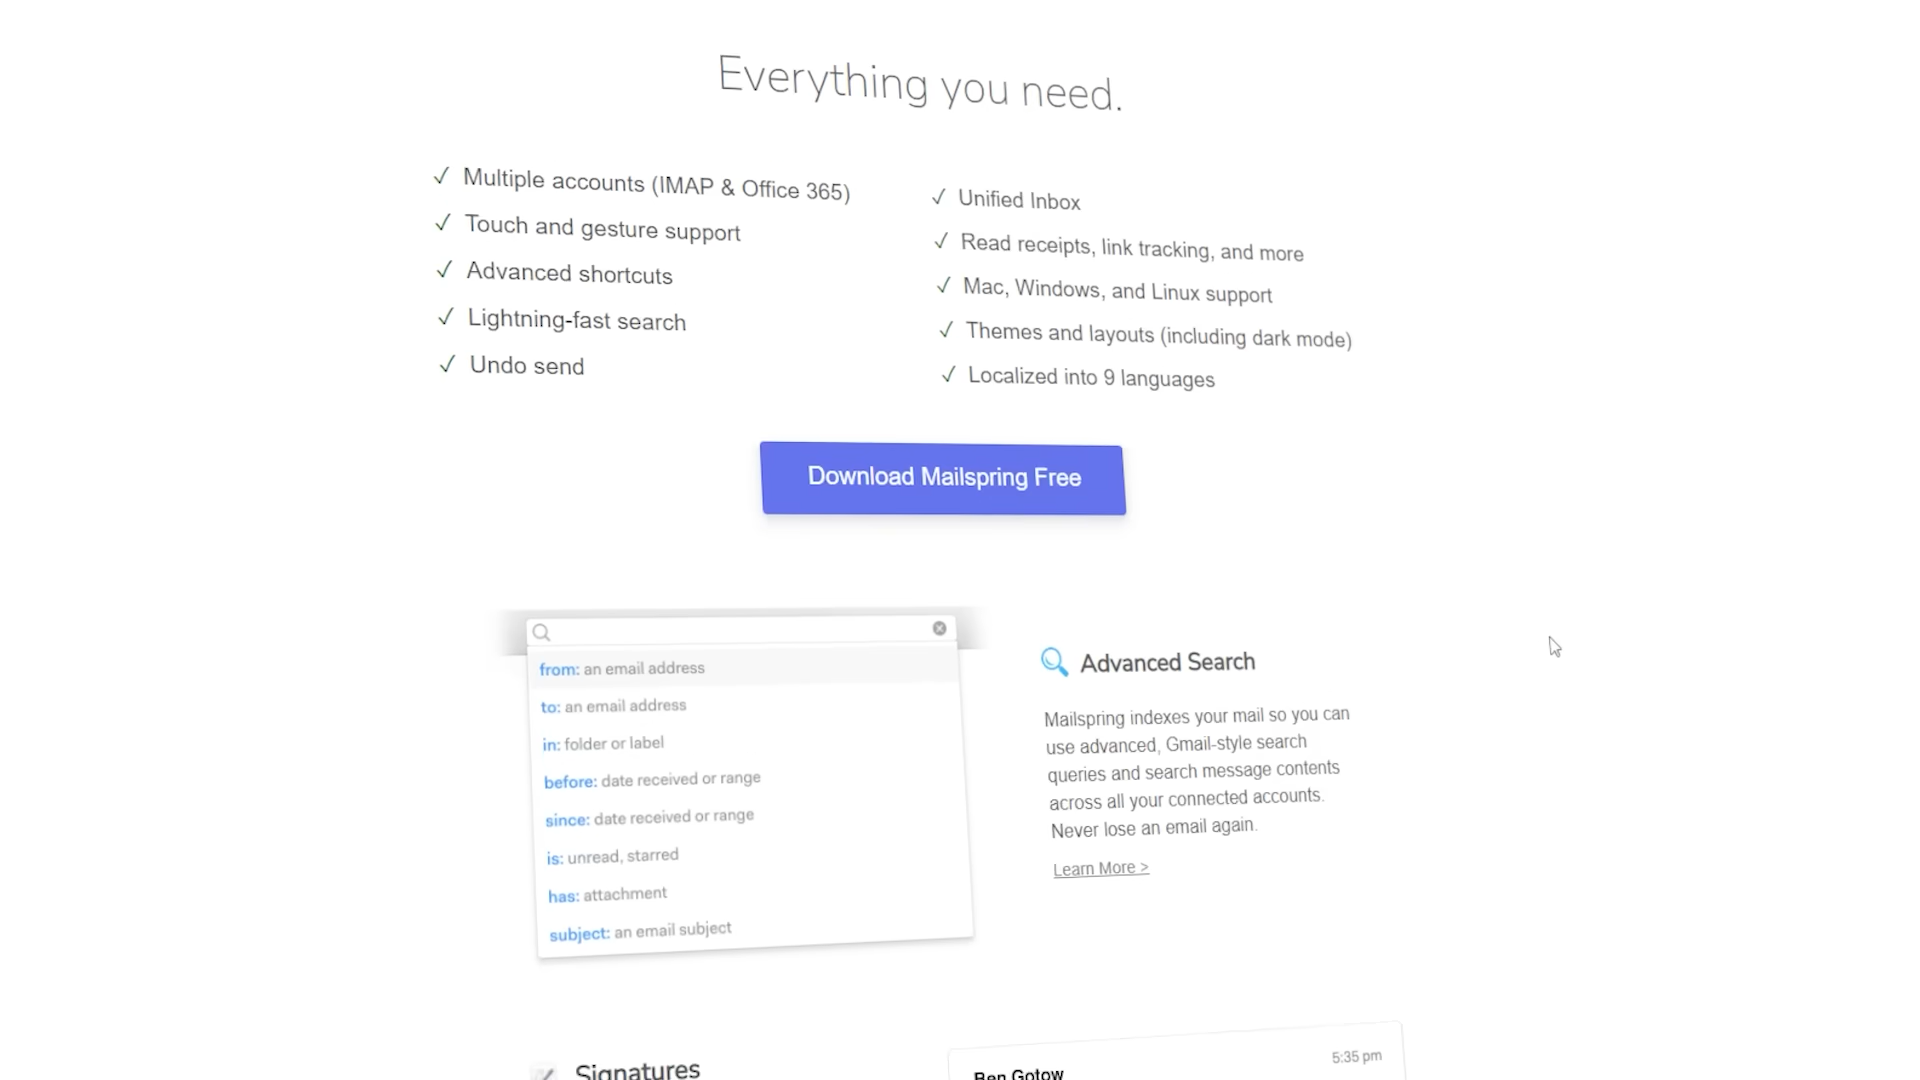 Everything you need.
✓ Multiple accounts (IMAP & Office 365)
✓ Touch and gesture support
✓ Advanced shortcuts
✓ Lightning-fast search
✓ Undo send
✓ Unified Inbox
✓ Read receipts, link tracking, and more
✓ Mac, Windows, and Linux support
✓ Themes and layouts (including dark mode)
✓ Localized into 9 languages
Download Mailspring Free
from: an email address
to: an email address
in: folder or label
before: date received or range
since: date received or range
is: unread, starred
has: attachment
subject: an email subject
Advanced Search
Mailspring indexes your mail so you can
use advanced, Gmail-style search
queries and search message contents
across all your connected accounts.
Never lose an email again.
Learn More >
Signatures
Ben Gotow
5:35 pm